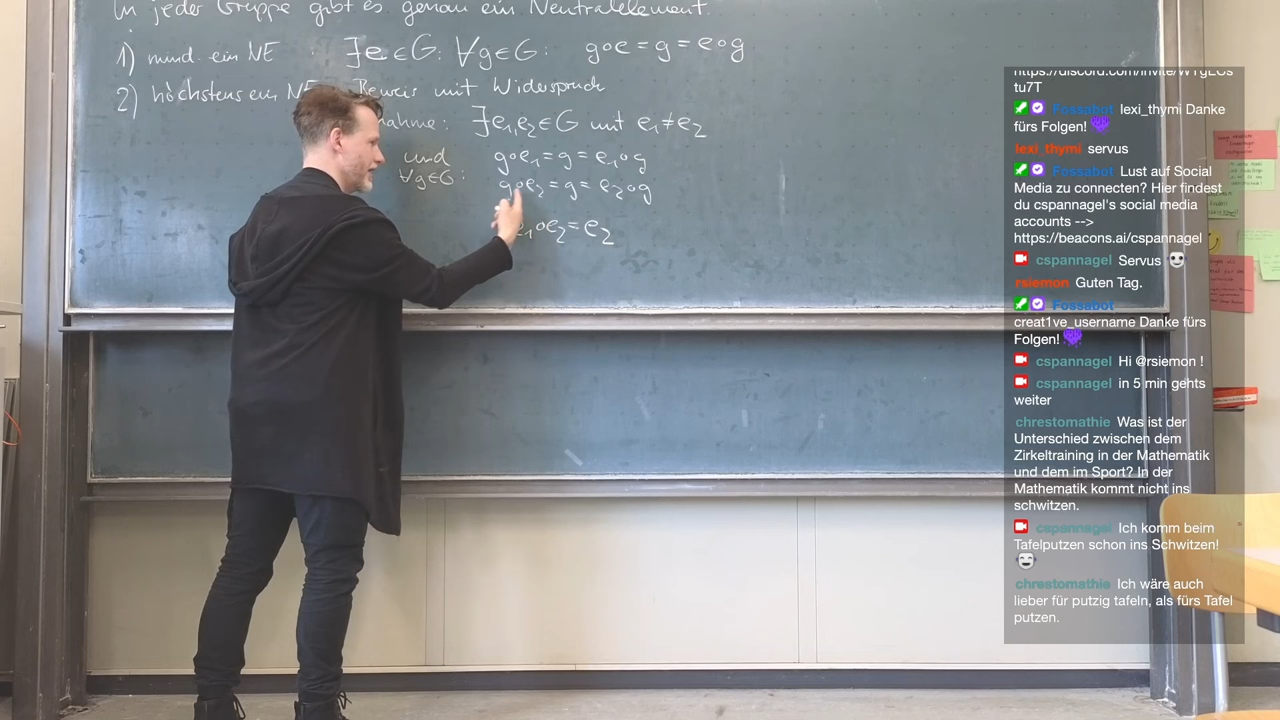 In jeder Gruppe gibt es genau ein Neutralelement.
1) mind. ein NE : ∃e∈G: ∀g∈G: g∘e = g = e∘g
2) höchstens ein NE Beweis mit Widerspruch
nahme: ∃e₁,e₂∈G mit e₁≠e₂
und g∘e₁ = g = e₁∘g
∀g∈G: g∘e₂ = g = e₂∘g
e₁∘e₂ = e₂
tu7T
Fossabot lexi_thymi Danke
fürs Folgen! 💜
lexi_thymi servus
Fossabot Lust auf Social
Media zu connecten? Hier findest
du cspannagel's social media
accounts -->
https://beacons.ai/cspannagel
cspannagel Servus
rsiemon Guten Tag.
Fossabot
creat1ve_username Danke fürs
Folgen! 💜
cspannagel Hi @rsiemon !
cspannagel in 5 min gehts
weiter
chrestomathie Was ist der
Unterschied zwischen dem
Zirkeltraining in der Mathematik
und dem im Sport? In der
Mathematik kommt nicht ins
schwitzen.
cspannagel Ich komm beim
Tafelputzen schon ins Schwitzen!
chrestomathie Ich wäre auch
lieber für putzig tafeln, als fürs Tafel
putzen.